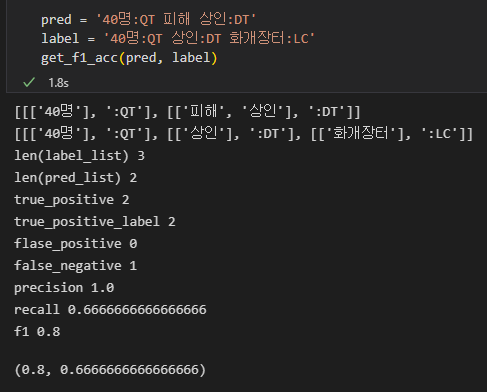 pred = '40명:QT 피해 상인:DT'
label = '40명:QT 상인:DT 화개장터:LC'
get_f1_acc(pred, label)
1.8s
[[['40명'], ':QT'], [['피해', '상인'], ':DT']]
[[['40명'], ':QT'], [['상인'], ':DT'], [['화개장터'], ':LC']]
len(label_list) 3
len(pred_list) 2
true_positive 2
true_positive_label 2
flase_positive 0
false_negative 1
precision 1.0
recall 0.6666666666666666
f1 0.8
(0.8, 0.6666666666666666)